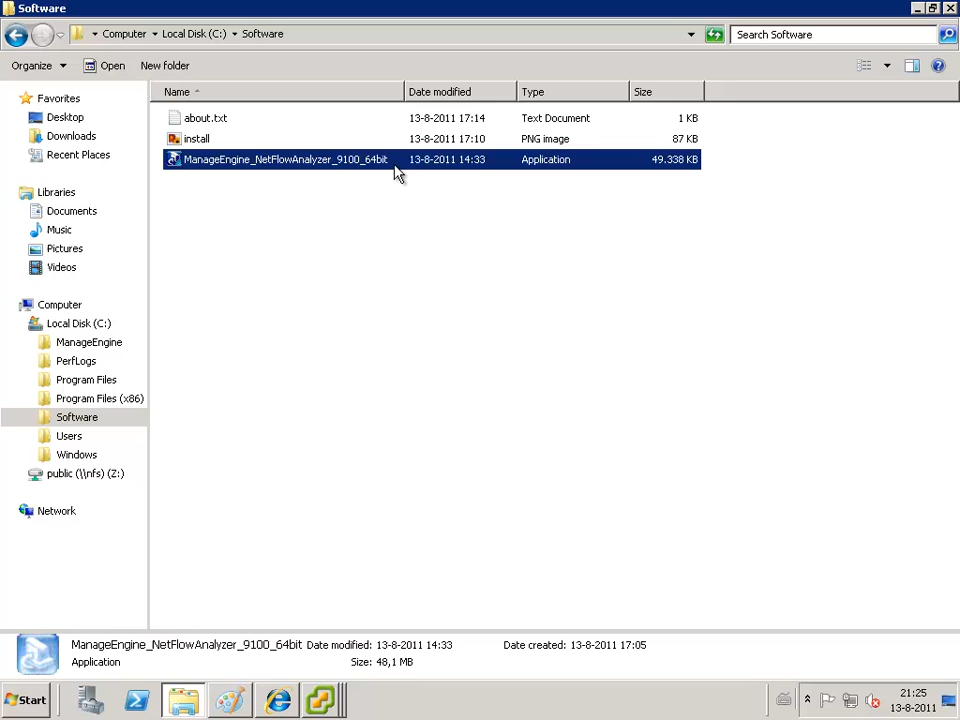 Software
Computer Local Disk (C:) Software
Search Software
Organize Open New folder
Name Date modified Type Size
about.txt 13-8-2011 17:14 Text Document 1 KB
install 13-8-2011 17:10 PNG image 87 KB
ManageEngine_NetFlowAnalyzer_9100_64bit 13-8-2011 14:33 Application 49.338 KB
Favorites
Desktop
Downloads
Recent Places
Libraries
Documents
Music
Pictures
Videos
Computer
Local Disk (C:)
ManageEngine
PerfLogs
Program Files
Program Files (x86)
Software
Users
Windows
public (\\nfs) (Z:)
Network
ManageEngine_NetFlowAnalyzer_9100_64bit Date modified: 13-8-2011 14:33 Date created: 13-8-2011 17:05
Application Size: 48,1 MB
Start
21:25
13-8-2011